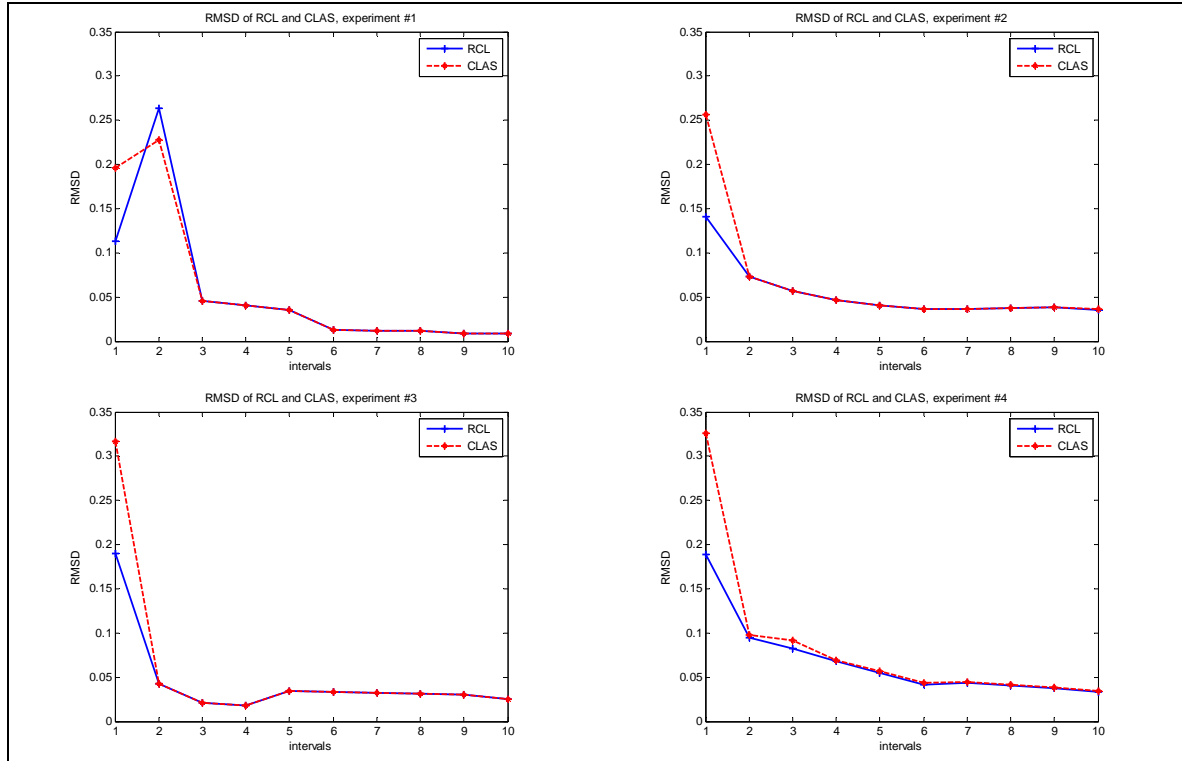 RMSD of RCL and CLAS, experiment #1
0.35
0.3
0.25
0.2
0.15
0.1
0.05
0
RMSD
1 2 3 4 5 6 7 8 9 10
intervals
RCL
CLAS
RMSD of RCL and CLAS, experiment #2
0.35
0.3
0.25
0.2
0.15
0.1
0.05
0
RMSD
1 2 3 4 5 6 7 8 9 10
intervals
RCL
CLAS
RMSD of RCL and CLAS, experiment #3
0.35
0.3
0.25
0.2
0.15
0.1
0.05
0
RMSD
1 2 3 4 5 6 7 8 9 10
intervals
RCL
CLAS
RMSD of RCL and CLAS, experiment #4
0.35
0.3
0.25
0.2
0.15
0.1
0.05
0
RMSD
1 2 3 4 5 6 7 8 9 10
intervals
RCL
CLAS